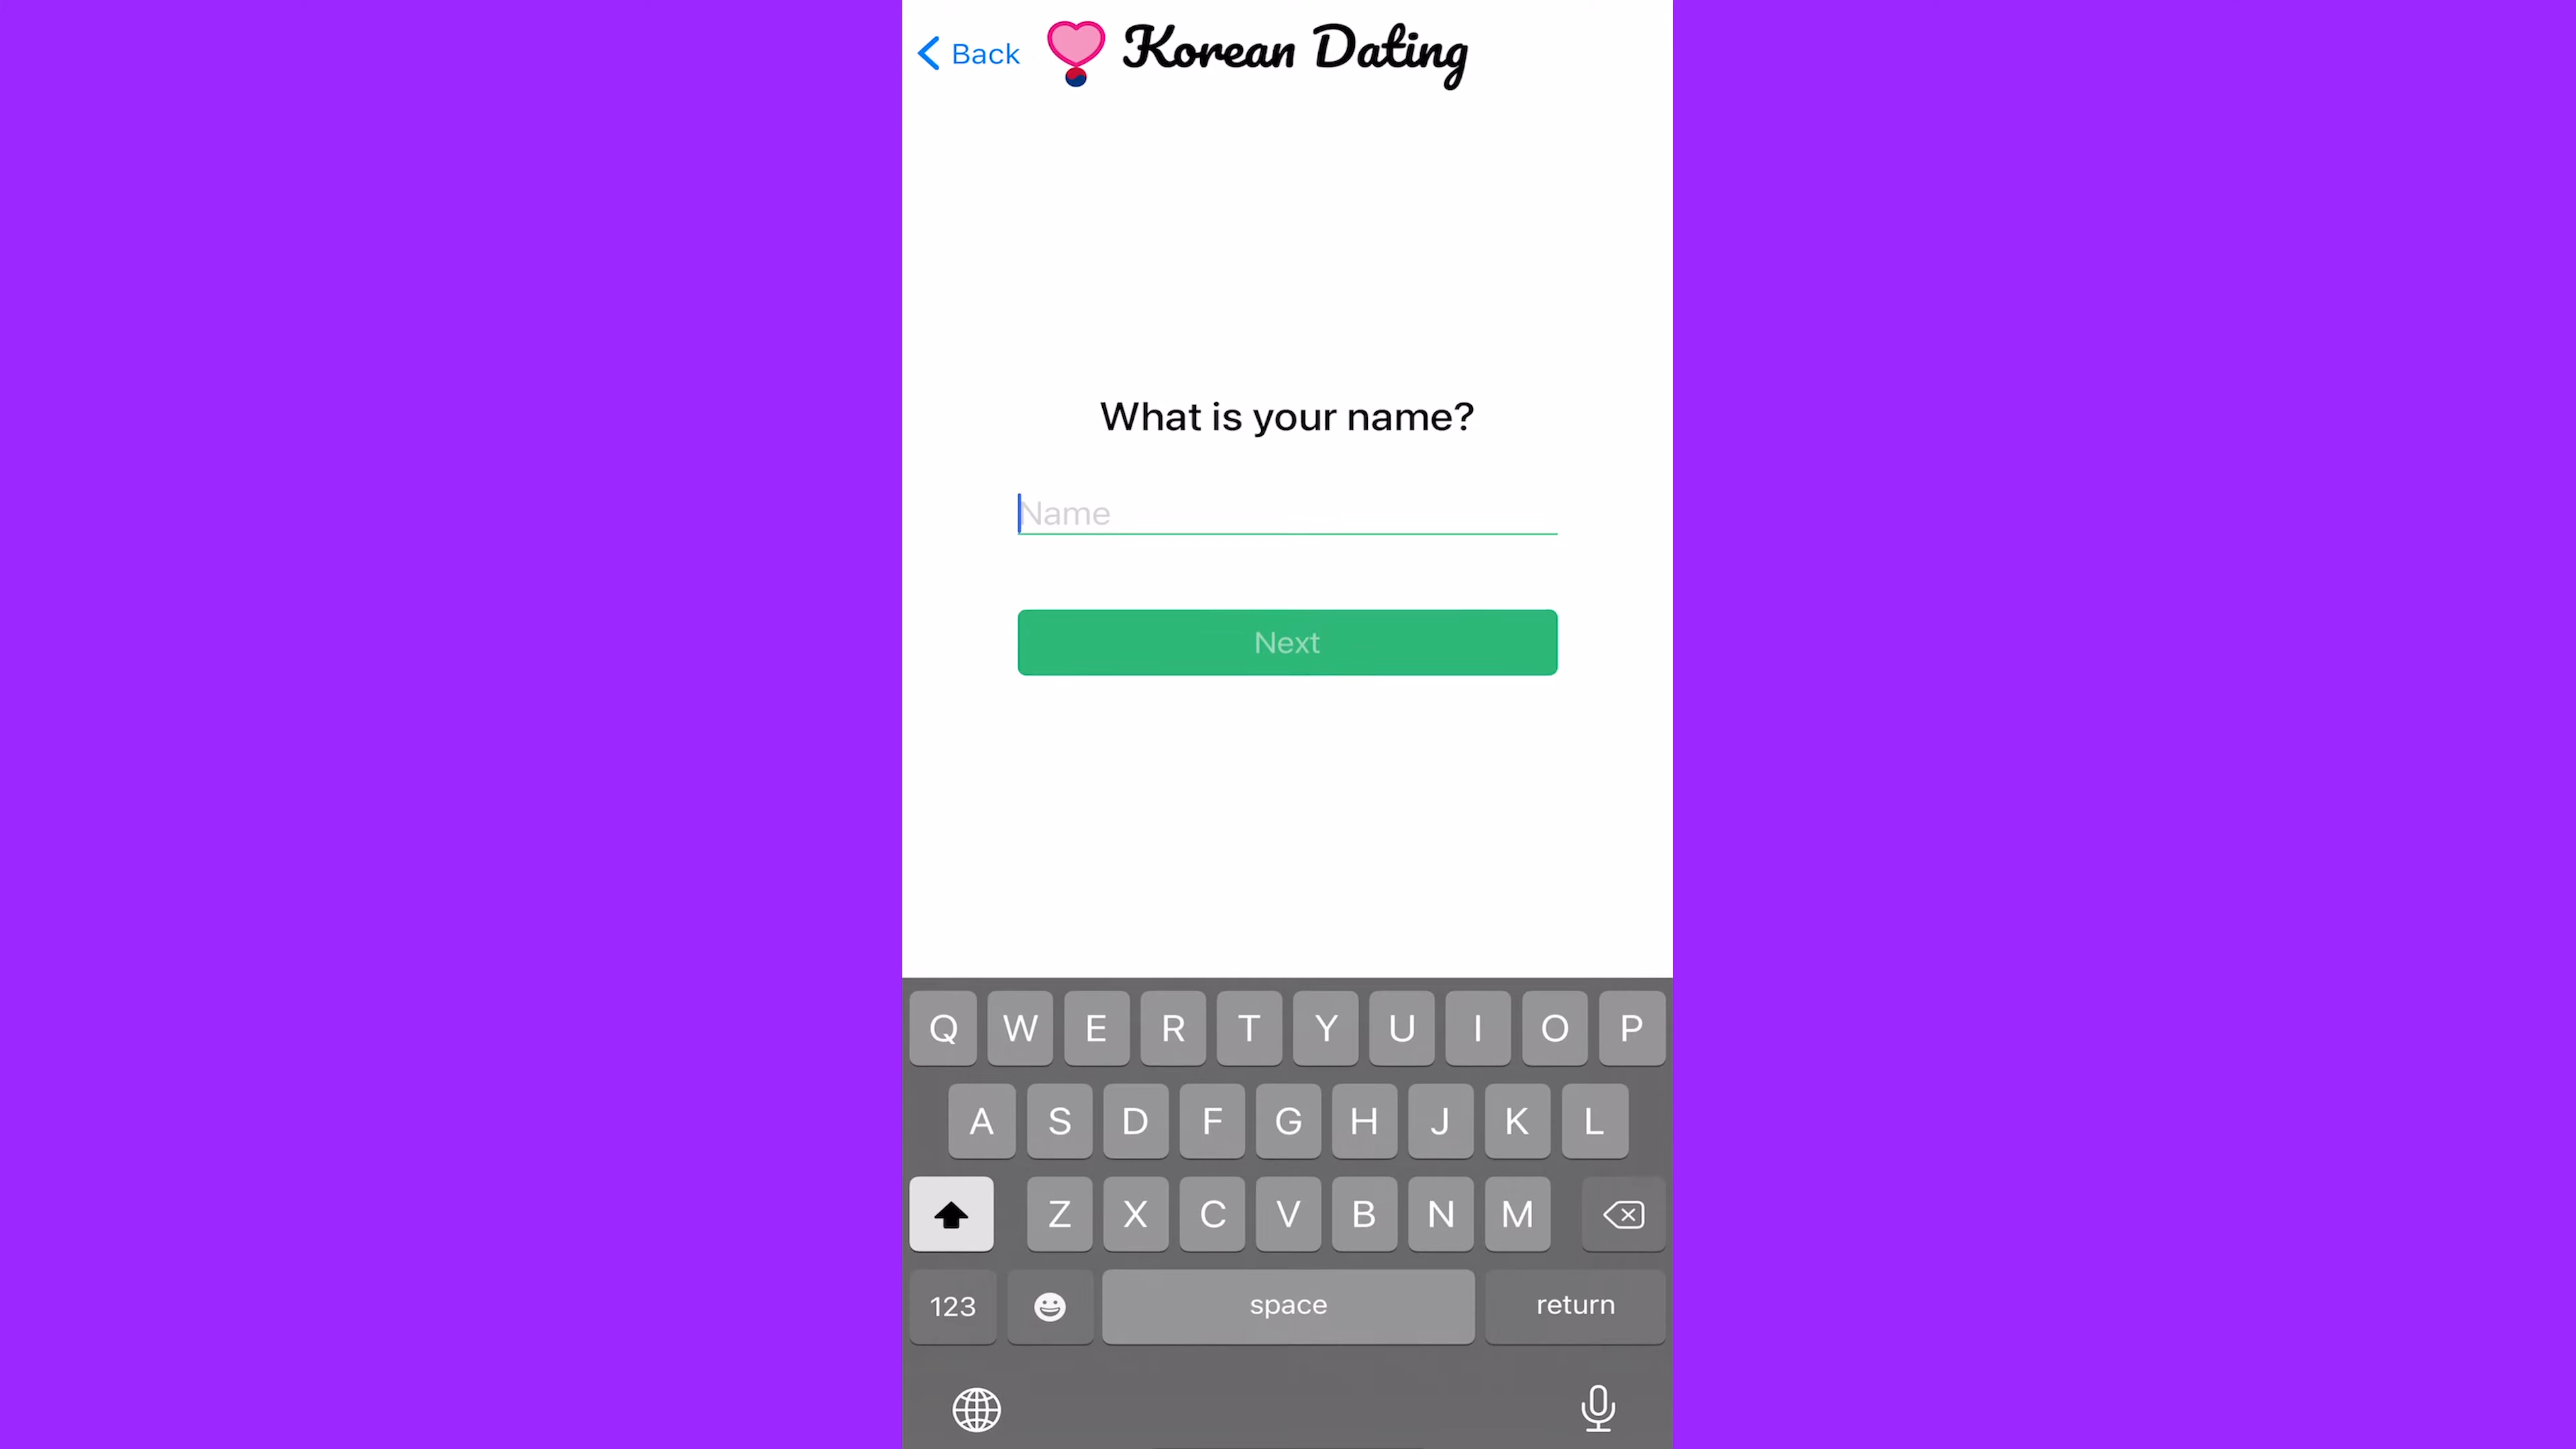 Back Korean Dating
What is your name?
Name
Next
Q W E R T Y U I O P
A S D F G H J K L
Z X C V B N M
123 space return